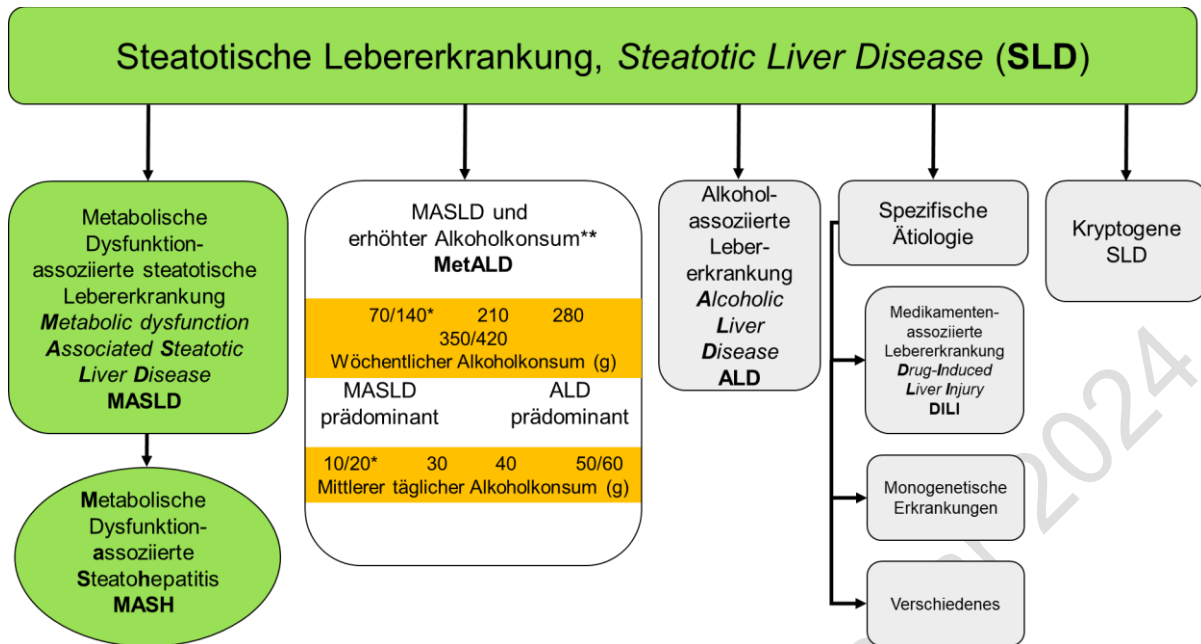 Steatotische Lebererkrankung, Steatotic Liver Disease (SLD)
Metabolische
Dysfunktion-
assoziierte steatotische
Lebererkrankung
Metabolic dysfunction
Associated Steatotic
Liver Disease
MASLD
Metabolische
Dysfunktion-
assoziierte
Steatohepatitis
MASH
MASLD und
erhöhter Alkoholkonsum**
MetALD
70/140* 210 280
350/420
Wöchentlicher Alkoholkonsum (g)
MASLD ALD
prädominant prädominant
10/20* 30 40 50/60
Mittlerer täglicher Alkoholkonsum (g)
Alkohol-
assoziierte
Leber-
erkrankung
Alcoholic
Liver
Disease
ALD
Spezifische
Ätiologie
Medikamenten-
assoziierte
Lebererkrankung
Drug-Induced
Liver Injury
DILI
Monogenetische
Erkrankungen
Verschiedenes
Kryptogene
SLD
2024